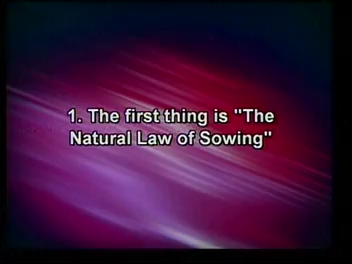 1. The first thing is "The
Natural Law of Sowing"